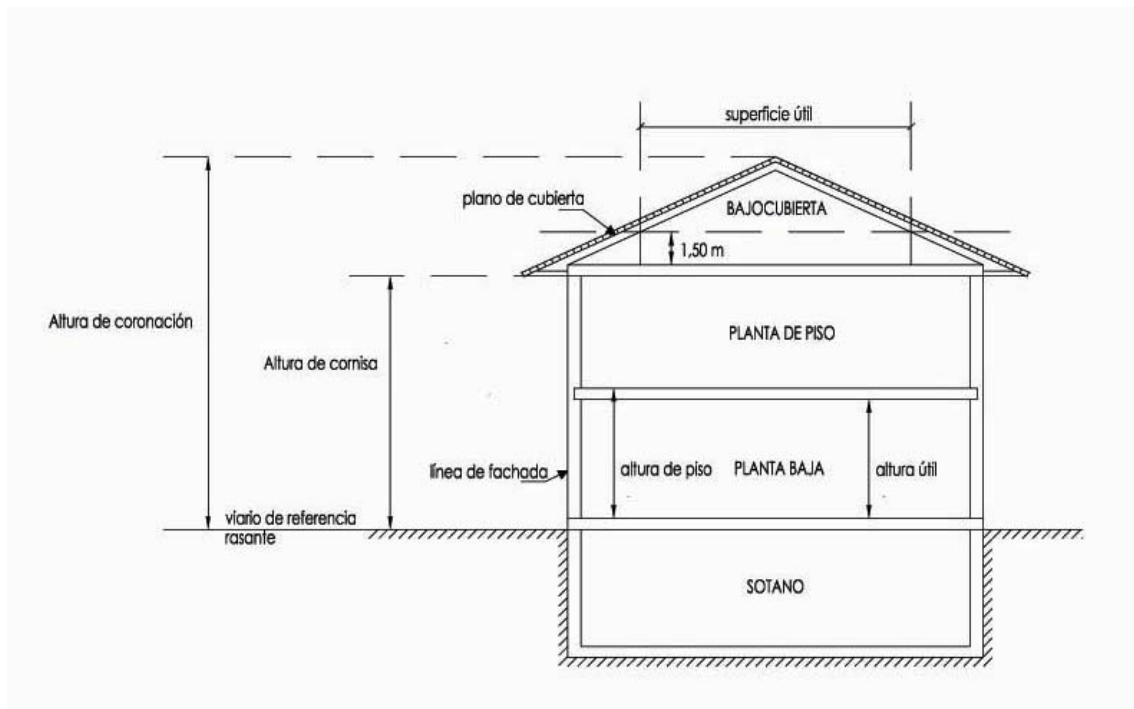 superficie útil
plano de cubierta
BAJOCUBIERTA
1,50 m
Altura de coronación
PLANTA DE PISO
Altura de cornisa
línea de fachada
altura de piso
PLANTA BAJA
altura útil
viario de referencia
rasante
SOTANO